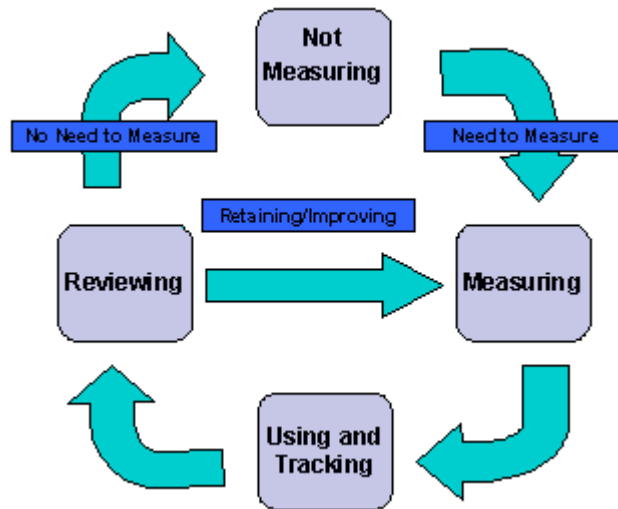 Not
Measuring
No Need to Measure
Need to Measure
Retaining/Improving
Reviewing
Measuring
Using and
Tracking